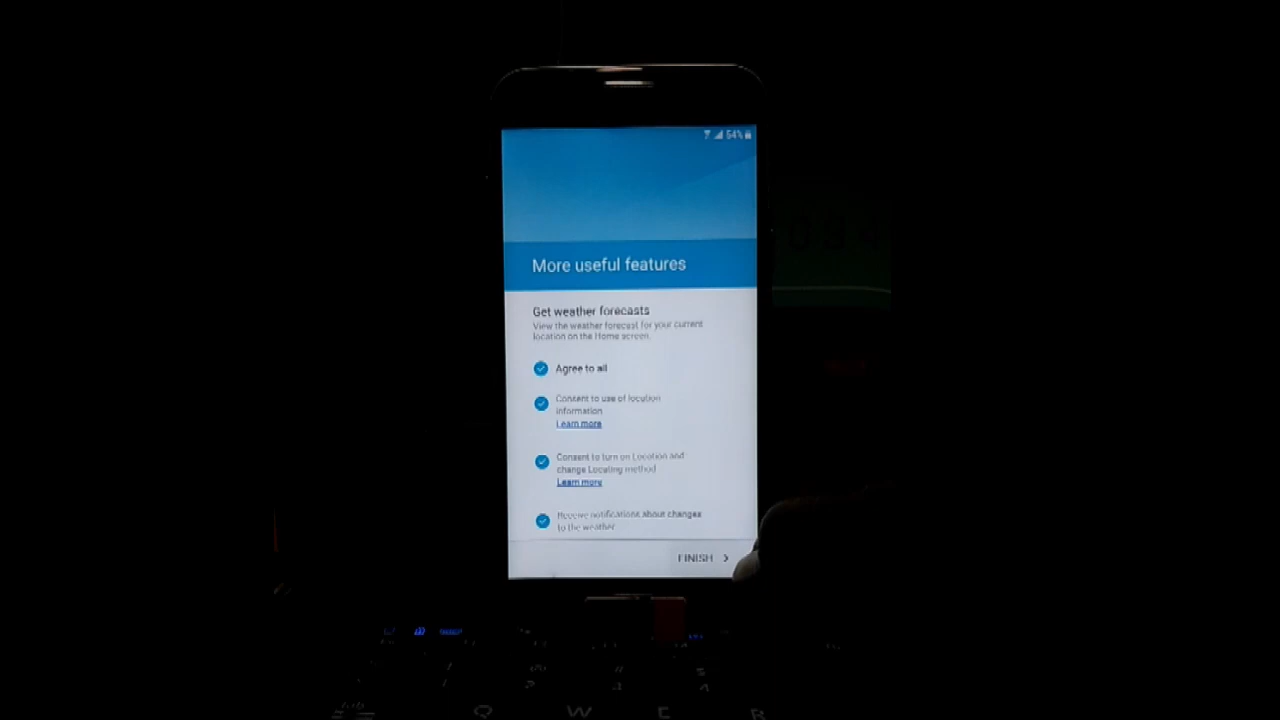 54%
More useful features
Get weather forecasts
View the weather forecast for your current
location on the Home screen.
Agree to all
Consent to use of location
information
Learn more
Consent to turn on Location and
change Locating method
Learn more
Receive notifications about changes
to the weather
FINISH >
Q W E R